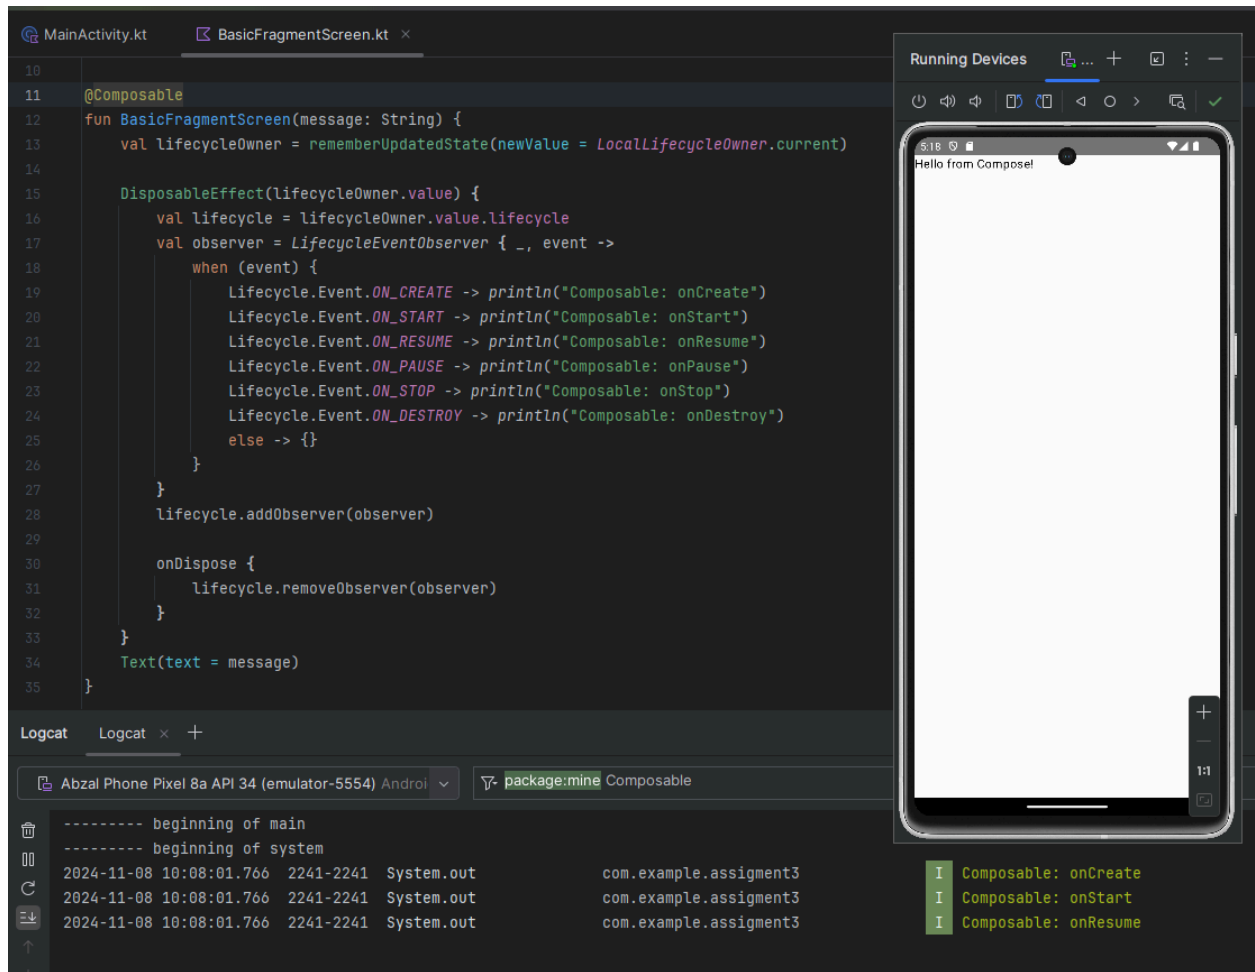 MainActivity.kt BasicFragmentScreen.kt ×
10
11 @Composable
12 fun BasicFragmentScreen(message: String) {
13 val lifecycleOwner = rememberUpdatedState(newValue = LocalLifecycleOwner.current)
14
15 DisposableEffect(lifecycleOwner.value) {
16 val lifecycle = lifecycleOwner.value.lifecycle
17 val observer = LifecycleEventObserver { _, event ->
18 when (event) {
19 Lifecycle.Event.ON_CREATE -> println("Composable: onCreate")
20 Lifecycle.Event.ON_START -> println("Composable: onStart")
21 Lifecycle.Event.ON_RESUME -> println("Composable: onResume")
22 Lifecycle.Event.ON_PAUSE -> println("Composable: onPause")
23 Lifecycle.Event.ON_STOP -> println("Composable: onStop")
24 Lifecycle.Event.ON_DESTROY -> println("Composable: onDestroy")
25 else -> {}
26 }
27 }
28 lifecycle.addObserver(observer)
29
30 onDispose {
31 lifecycle.removeObserver(observer)
32 }
33 }
34 Text(text = message)
35 }
Running Devices ...
5:18
Hello from Compose!
1:1
Logcat Logcat × +
Abzal Phone Pixel 8a API 34 (emulator-5554) Androi
package:mine Composable
--------- beginning of main
--------- beginning of system
2024-11-08 10:08:01.766 2241-2241 System.out com.example.assigment3 I Composable: onCreate
2024-11-08 10:08:01.766 2241-2241 System.out com.example.assigment3 I Composable: onStart
2024-11-08 10:08:01.766 2241-2241 System.out com.example.assigment3 I Composable: onResume